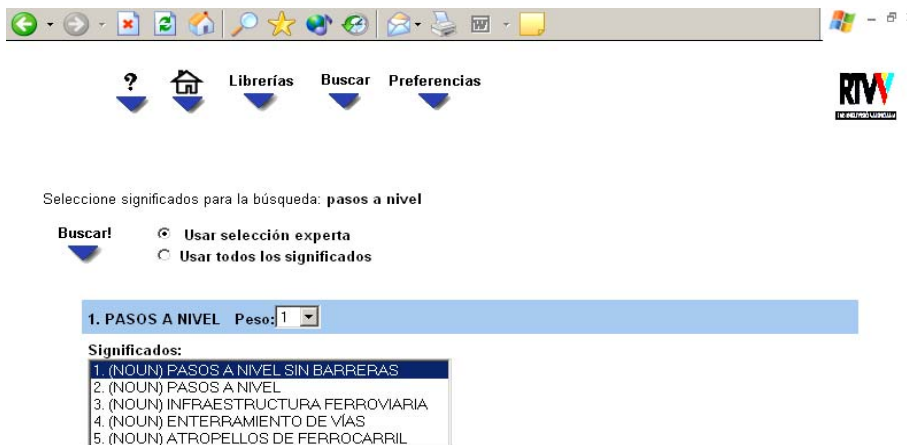 ? Librerías Buscar Preferencias
RTVV
Seleccione significados para la búsqueda: pasos a nivel
Buscar!
Usar selección experta
Usar todos los significados
1. PASOS A NIVEL Peso: 1
Significados:
1. (NOUN) PASOS A NIVEL SIN BARRERAS
2. (NOUN) PASOS A NIVEL
3. (NOUN) INFRAESTRUCTURA FERROVIARIA
4. (NOUN) ENTERRAMIENTO DE VÍAS
5. (NOUN) ATROPELLOS DE FERROCARRIL